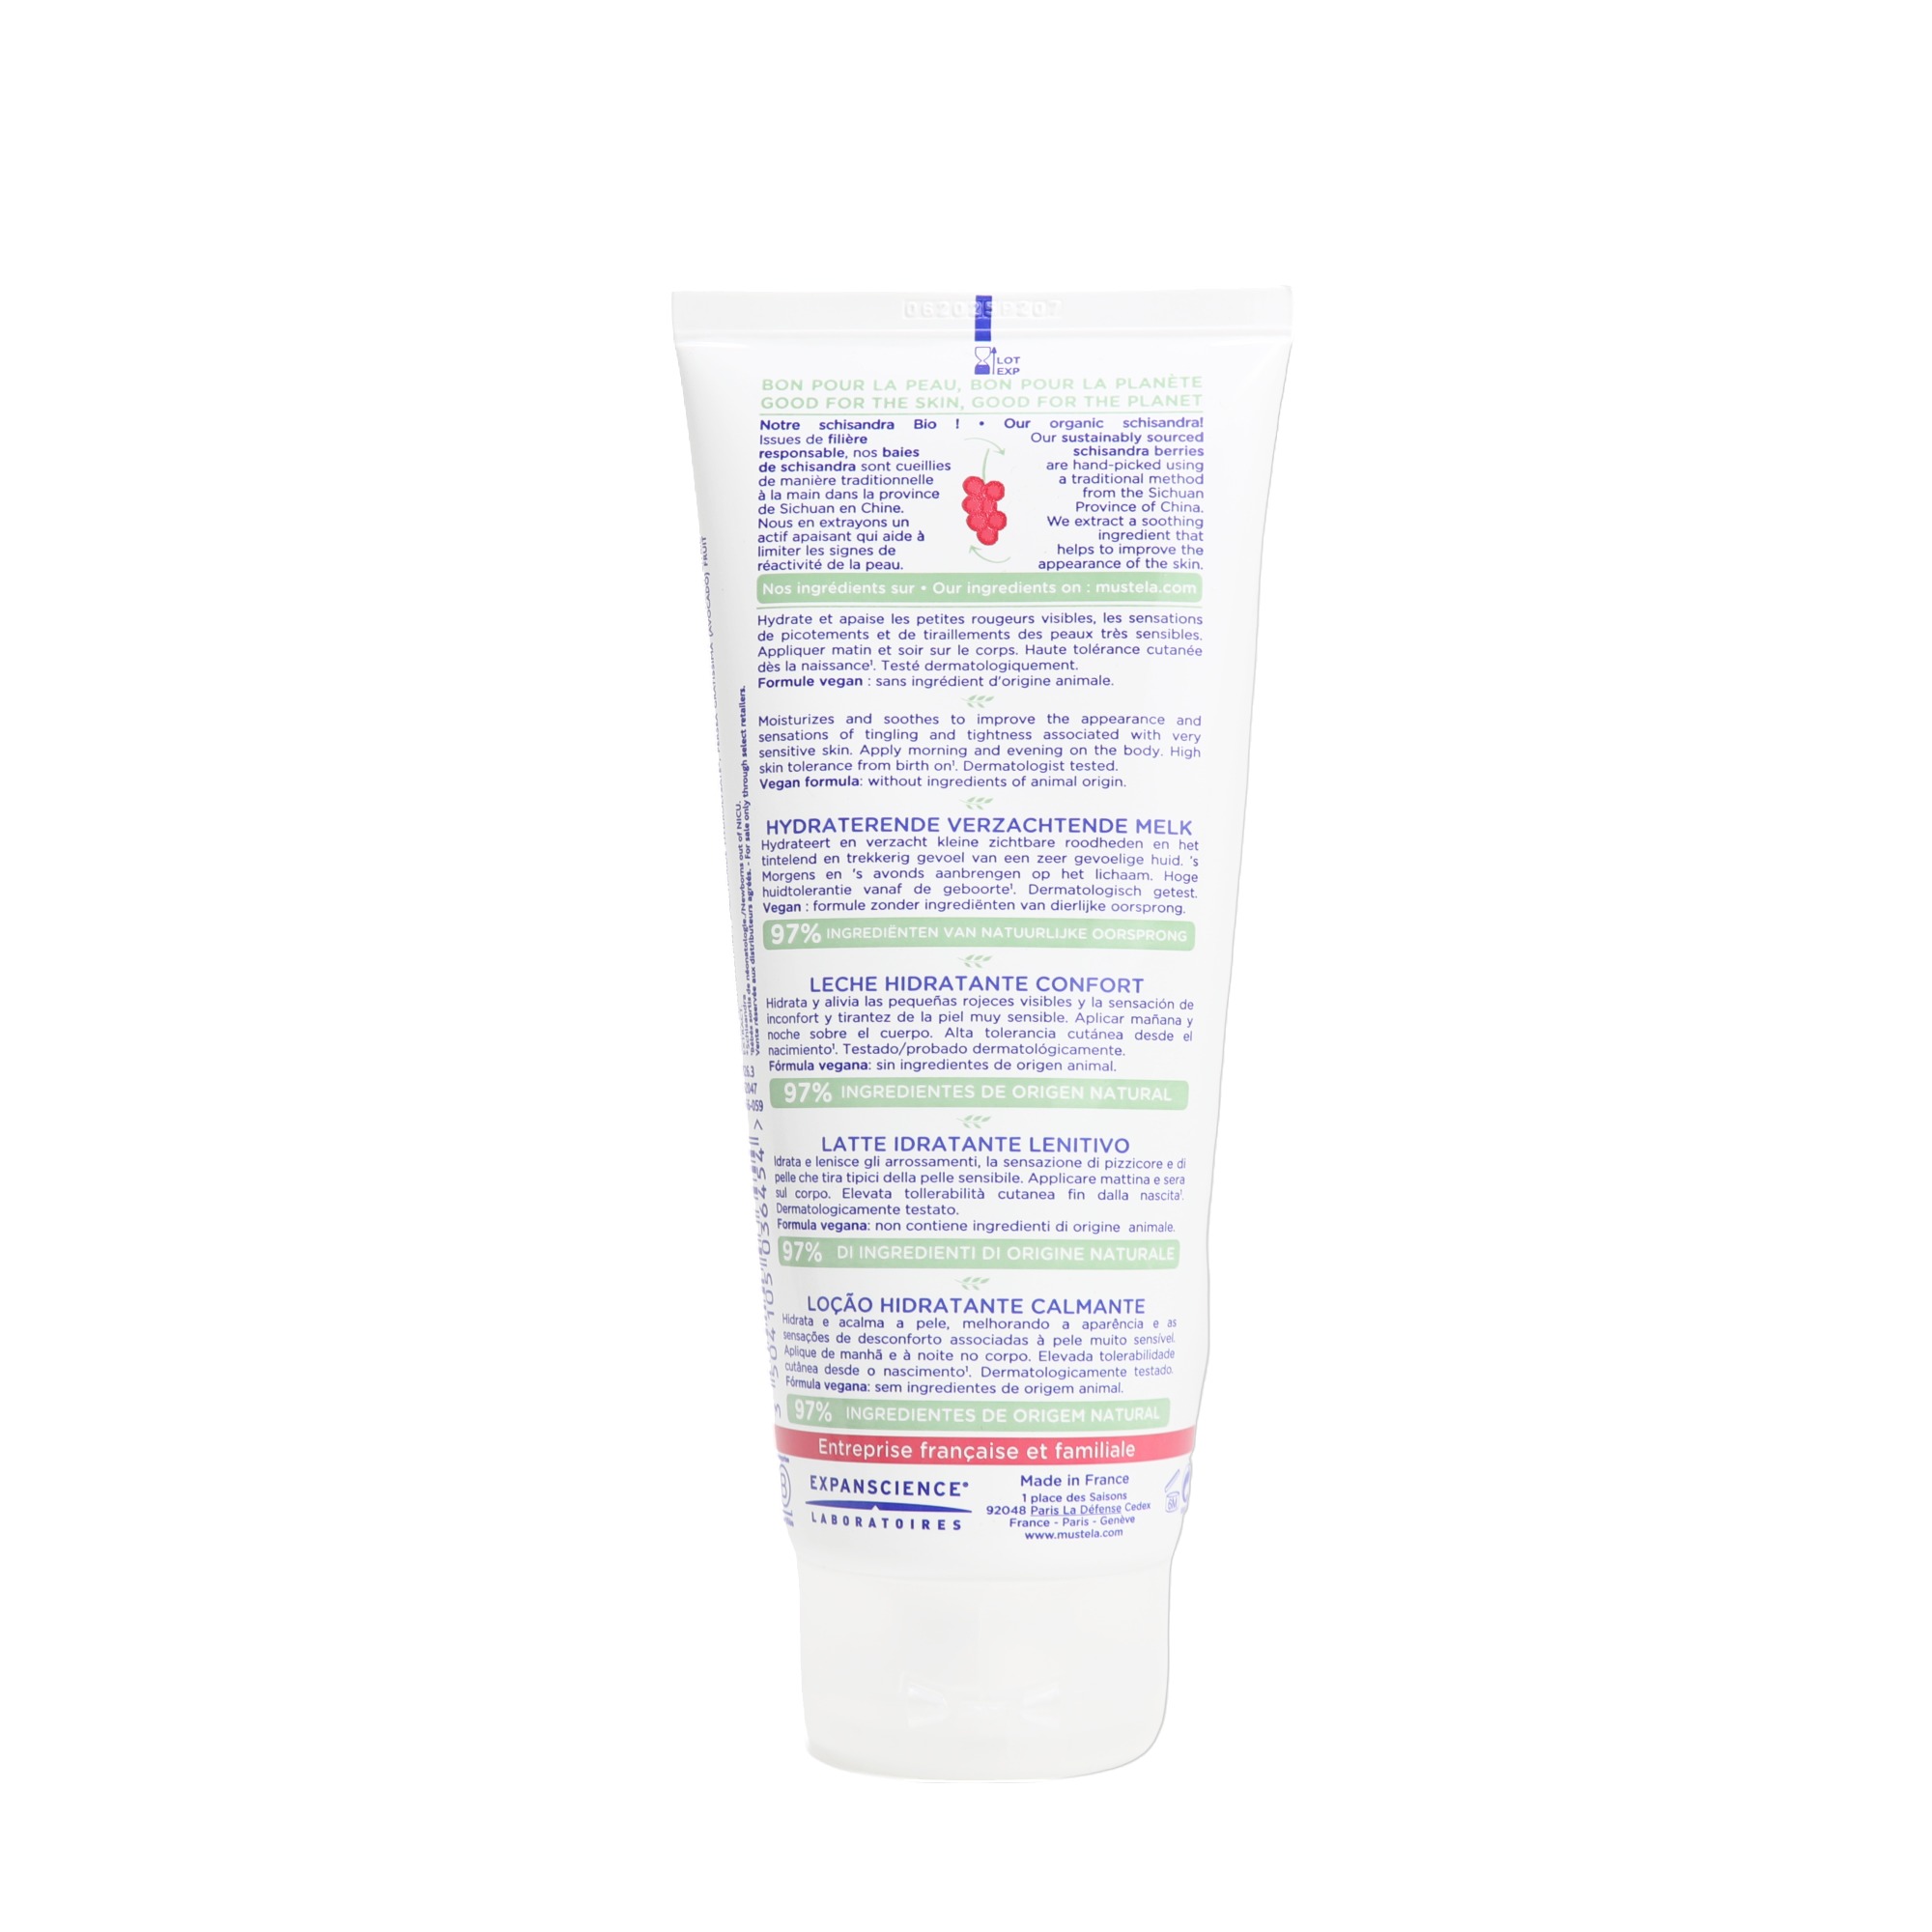 LOT
EXP
BON POUR LA PEAU, BON POUR LA PLANÈTE
GOOD FOR THE SKIN, GOOD FOR THE PLANET
Notre schisandra Bio ! • Our organic schisandra!
Issues de filière
responsable, nos baies
de schisandra sont cueillies
de manière traditionnelle
à la main dans la province
de Sichuan en Chine.
Nous en extrayons un
actif apaisant qui aide à
limiter les signes de
réactivité de la peau.
Our sustainably sourced
schisandra berries
are hand-picked using
a traditional method
from the Sichuan
Province of China.
We extract a soothing
ingredient that
helps to improve the
appearance of the skin.
Nos ingrédients sur • Our ingredients on : mustela.com
Hydrate et apaise les petites rougeurs visibles, les sensations
de picotements et de tiraillements des peaux très sensibles.
Appliquer matin et soir sur le corps. Haute tolérance cutanée
dès la naissance¹. Testé dermatologiquement.
Formule vegan : sans ingrédient d'origine animale.
Moisturizes and soothes to improve the appearance and
sensations of tingling and tightness associated with very
sensitive skin. Apply morning and evening on the body. High
skin tolerance from birth on¹. Dermatologist tested.
Vegan formula: without ingredients of animal origin.
HYDRATERENDE VERZACHTENDE MELK
Hydrateert en verzacht kleine zichtbare roodheden en het
tintelend en trekkerig gevoel van een zeer gevoelige huid. 's
Morgens en 's avonds aanbrengen op het lichaam. Hoge
huidtolerantie vanaf de geboorte¹. Dermatologisch getest.
Vegan : formule zonder ingrediënten van dierlijke oorsprong.
97% INGREDIËNTEN VAN NATUURLIJKE OORSPRONG
LECHE HIDRATANTE CONFORT
Hidrata y alivia las pequeñas rojeces visibles y la sensación de
inconfort y tirantez de la piel muy sensible. Aplicar mañana y
noche sobre el cuerpo. Alta tolerancia cutánea desde el
nacimiento¹. Testado/probado dermatológicamente.
Fórmula vegana: sin ingredientes de origen animal.
97% INGREDIENTES DE ORIGEN NATURAL
LATTE IDRATANTE LENITIVO
Idrata e lenisce gli arrossamenti, la sensazione di pizzicore e di
pelle che tira tipici della pelle sensibile. Applicare mattina e sera
sul corpo. Elevata tollerabilità cutanea fin dalla nascita¹.
Dermatologicamente testato.
Formula vegana: non contiene ingredienti di origine animale.
97% DI INGREDIENTI DI ORIGINE NATURALE
LOÇÃO HIDRATANTE CALMANTE
Hidrata e acalma a pele, melhorando a aparência e as
sensações de desconforto associadas à pele muito sensível.
Aplique de manhã e à noite no corpo. Elevada tolerabilidade
cutânea desde o nascimento¹. Dermatologicamente testado.
Fórmula vegana: sem ingredientes de origem animal.
97% INGREDIENTES DE ORIGEM NATURAL
Entreprise française et familiale
EXPANSCIENCE®
LABORATOIRES
Made in France
1 place des Saisons
92048 Paris La Défense Cedex
France - Paris - Genève
www.mustela.com
6M
(AVOCADO) FRUIT
¹Bébés sortis de néonatologie./Newborns out of NICU.
Vente réservée aux distributeurs agréés. - For sale only through select retailers.
3 504105 036454 >